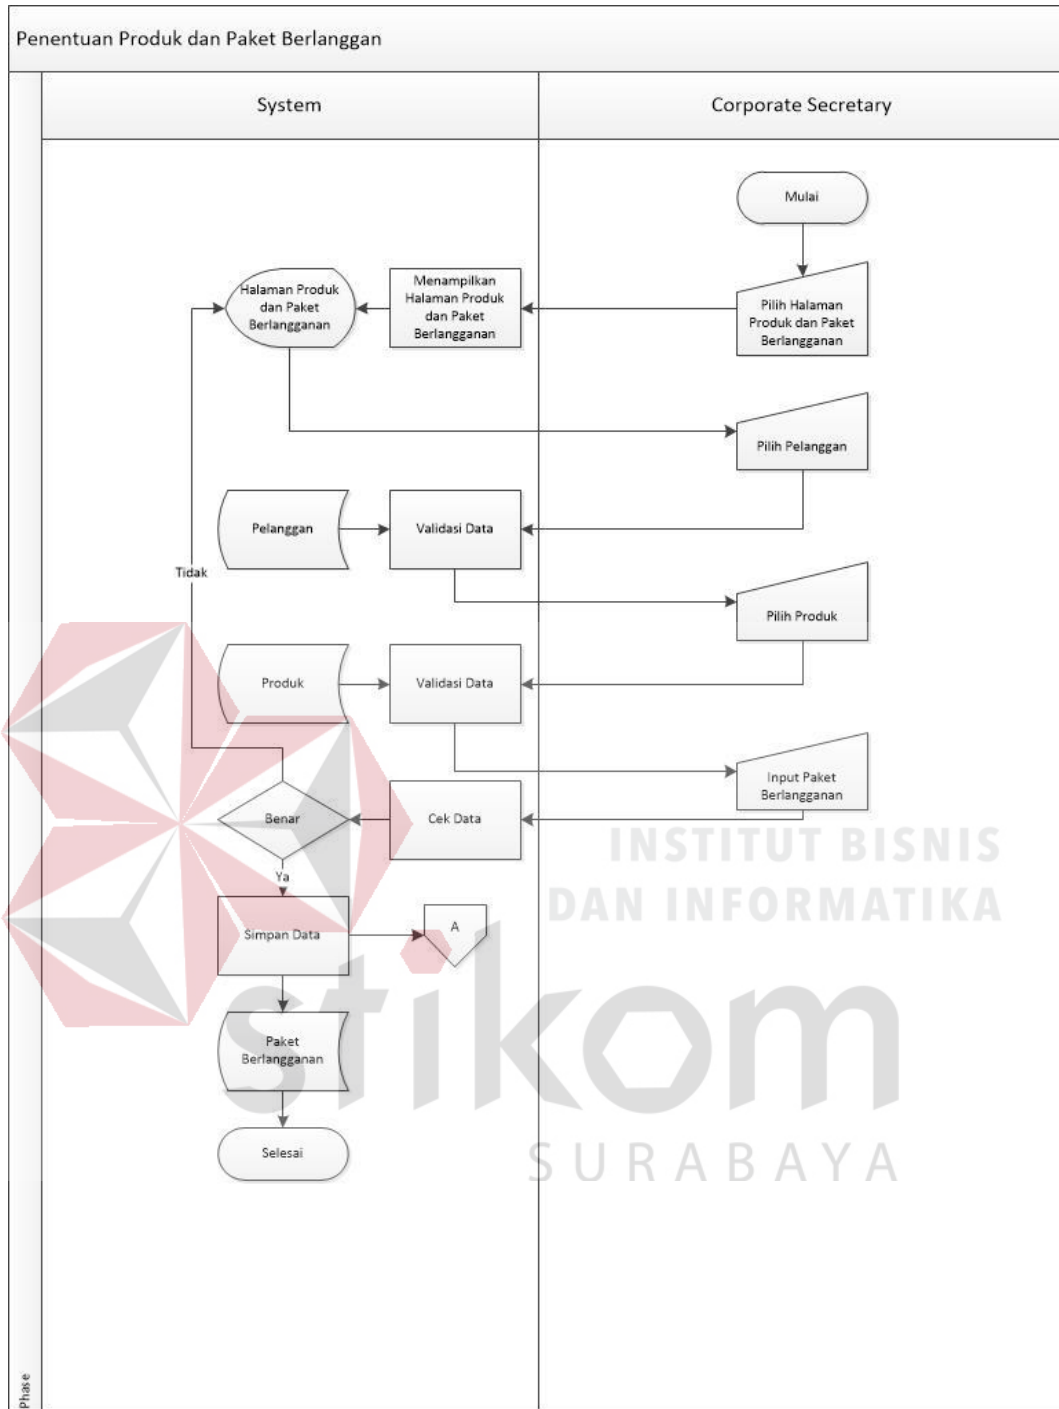 Penentuan Produk dan Paket Berlanggan
System
Corporate Secretary
Mulai
Halaman Produk
dan Paket
Berlangganan
Menampilkan
Halaman Produk
dan Paket
Berlangganan
Pilih Halaman
Produk dan Paket
Berlangganan
Pilih Pelanggan
Pelanggan
Validasi Data
Tidak
Pilih Produk
Produk
Validasi Data
Input Paket
Berlangganan
Benar
Cek Data
Ya
Simpan Data
A
Paket
Berlangganan
Selesai
Phase
INSTITUT BISNIS
DAN INFORMATIKA
stikom
SURABAYA